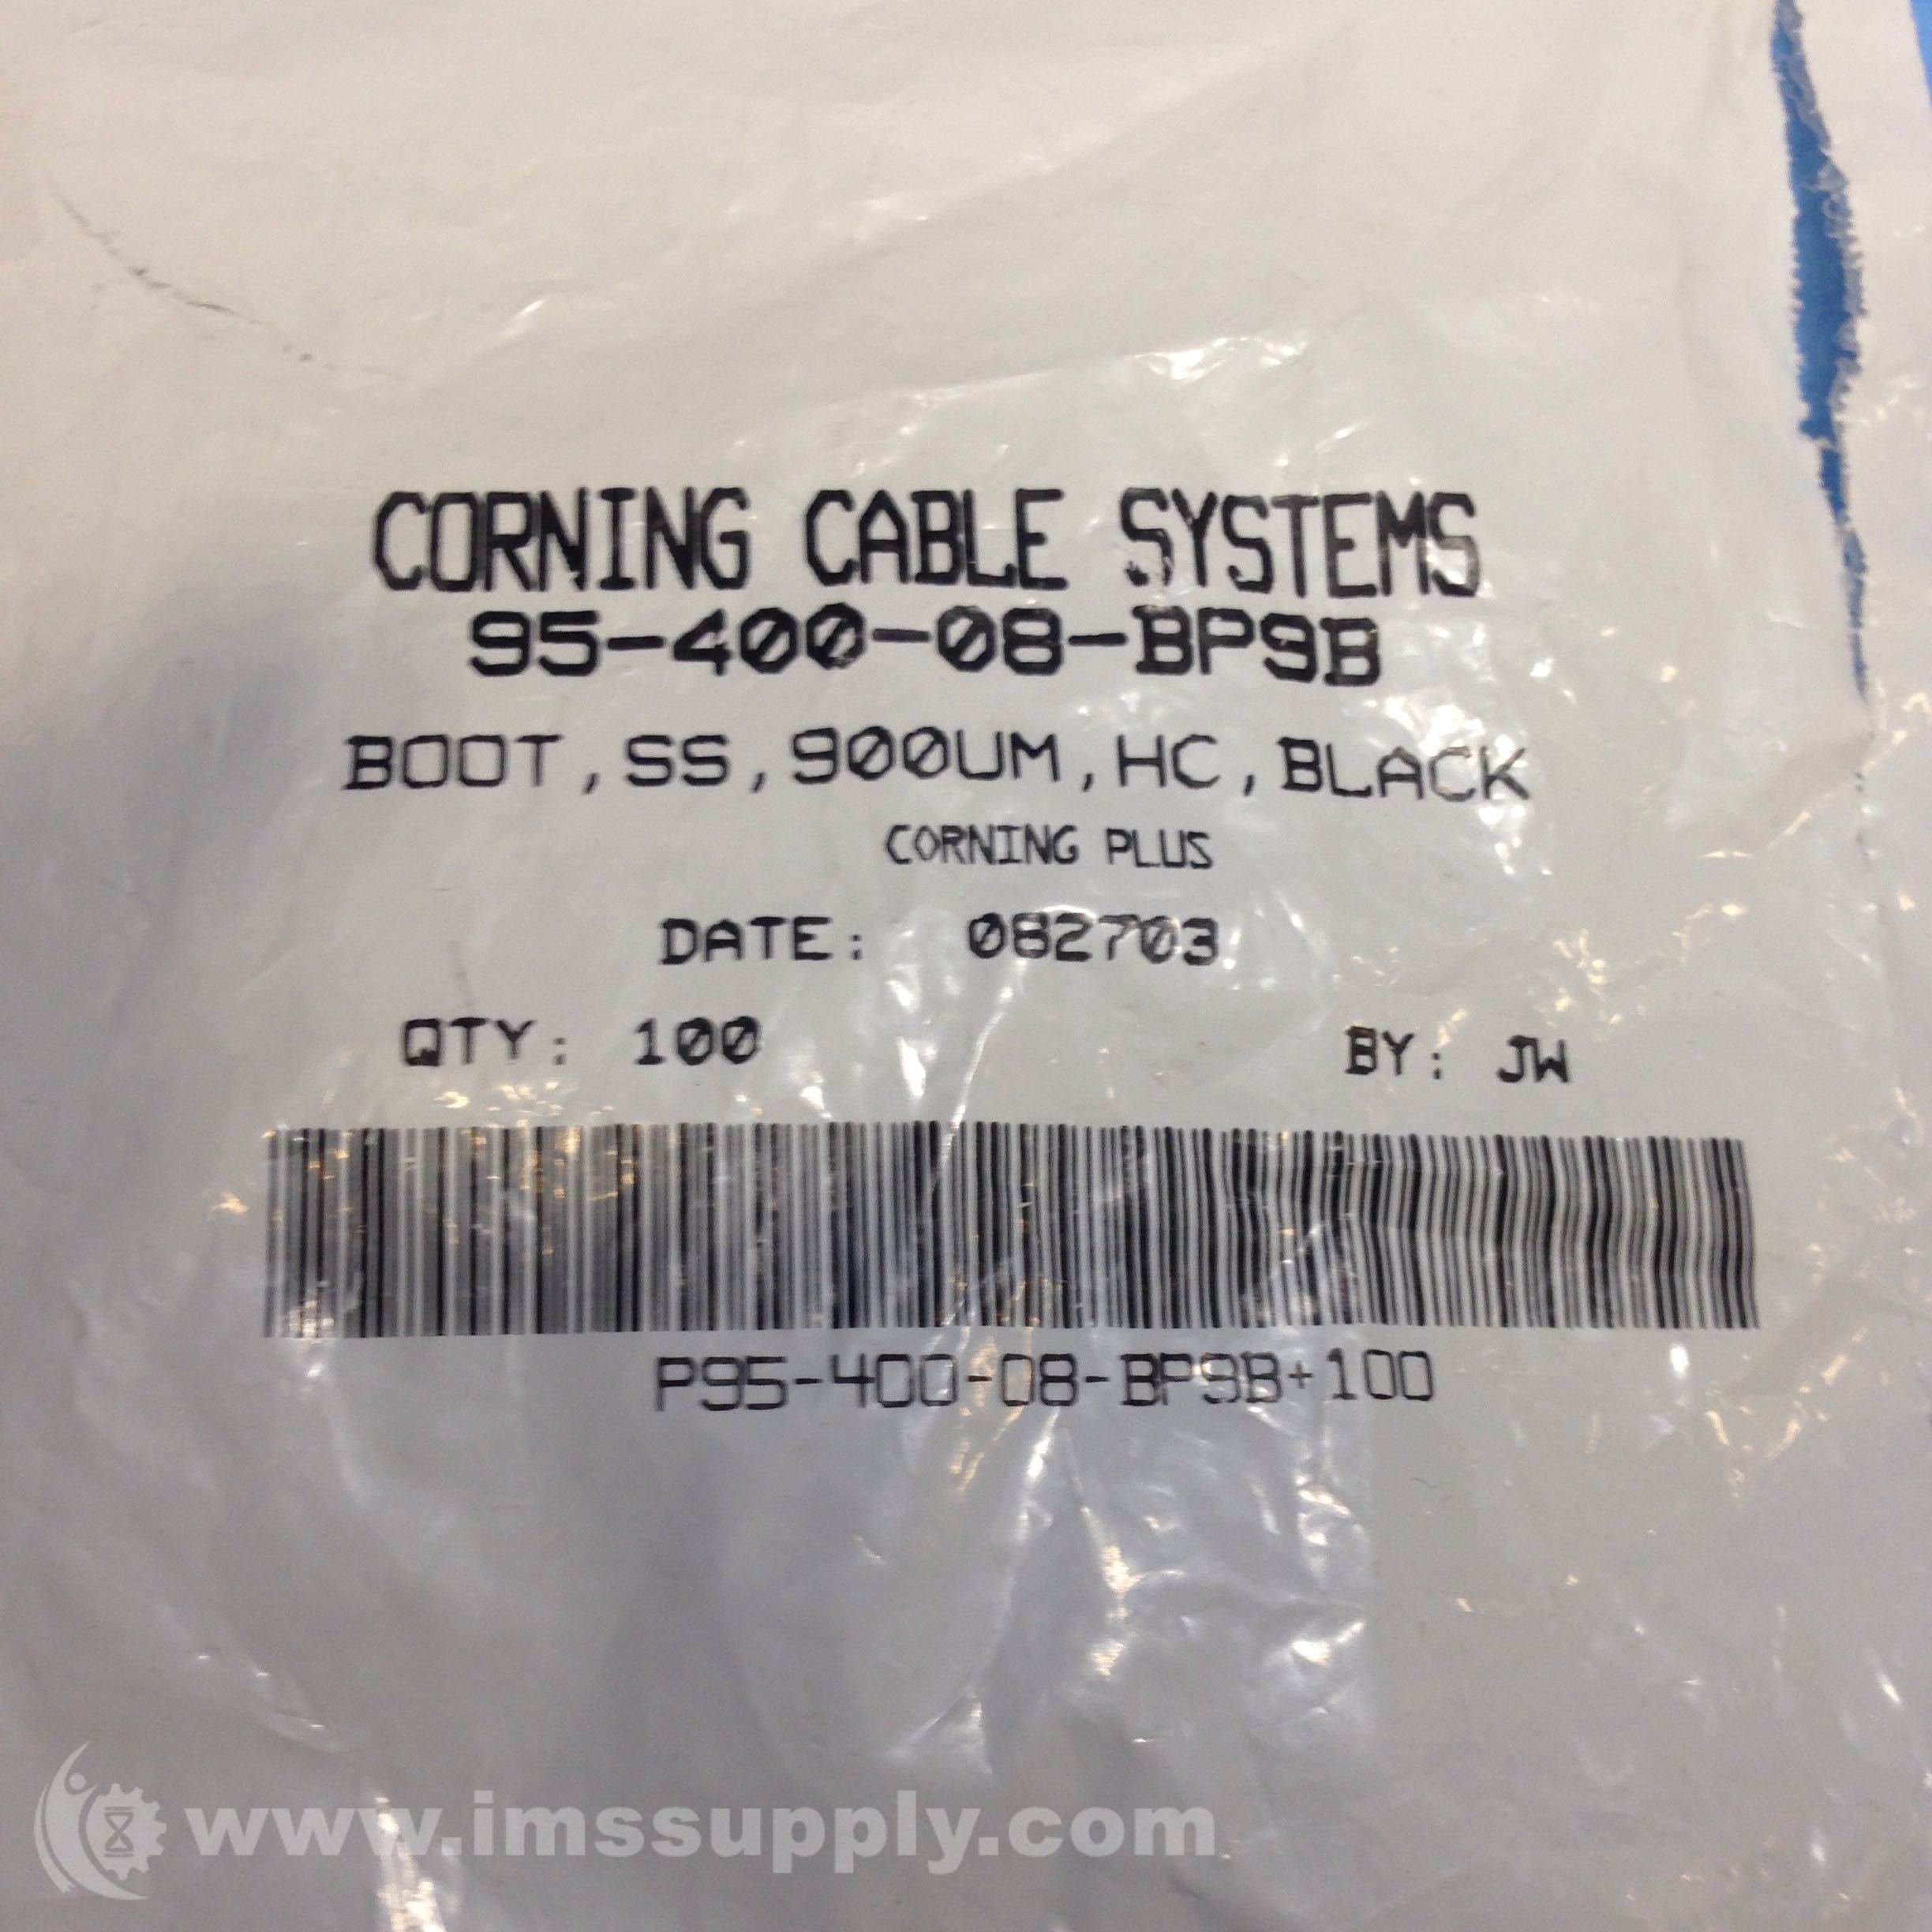 CORNING CABLE SYSTEMS
95-400-08-BP9B
BOOT,SS,900UM,HC,BLACK
CORNING PLUS
DATE: 082703
QTY: 100 BY: JW
P95-400-08-BP9B+100
www.imssupply.com